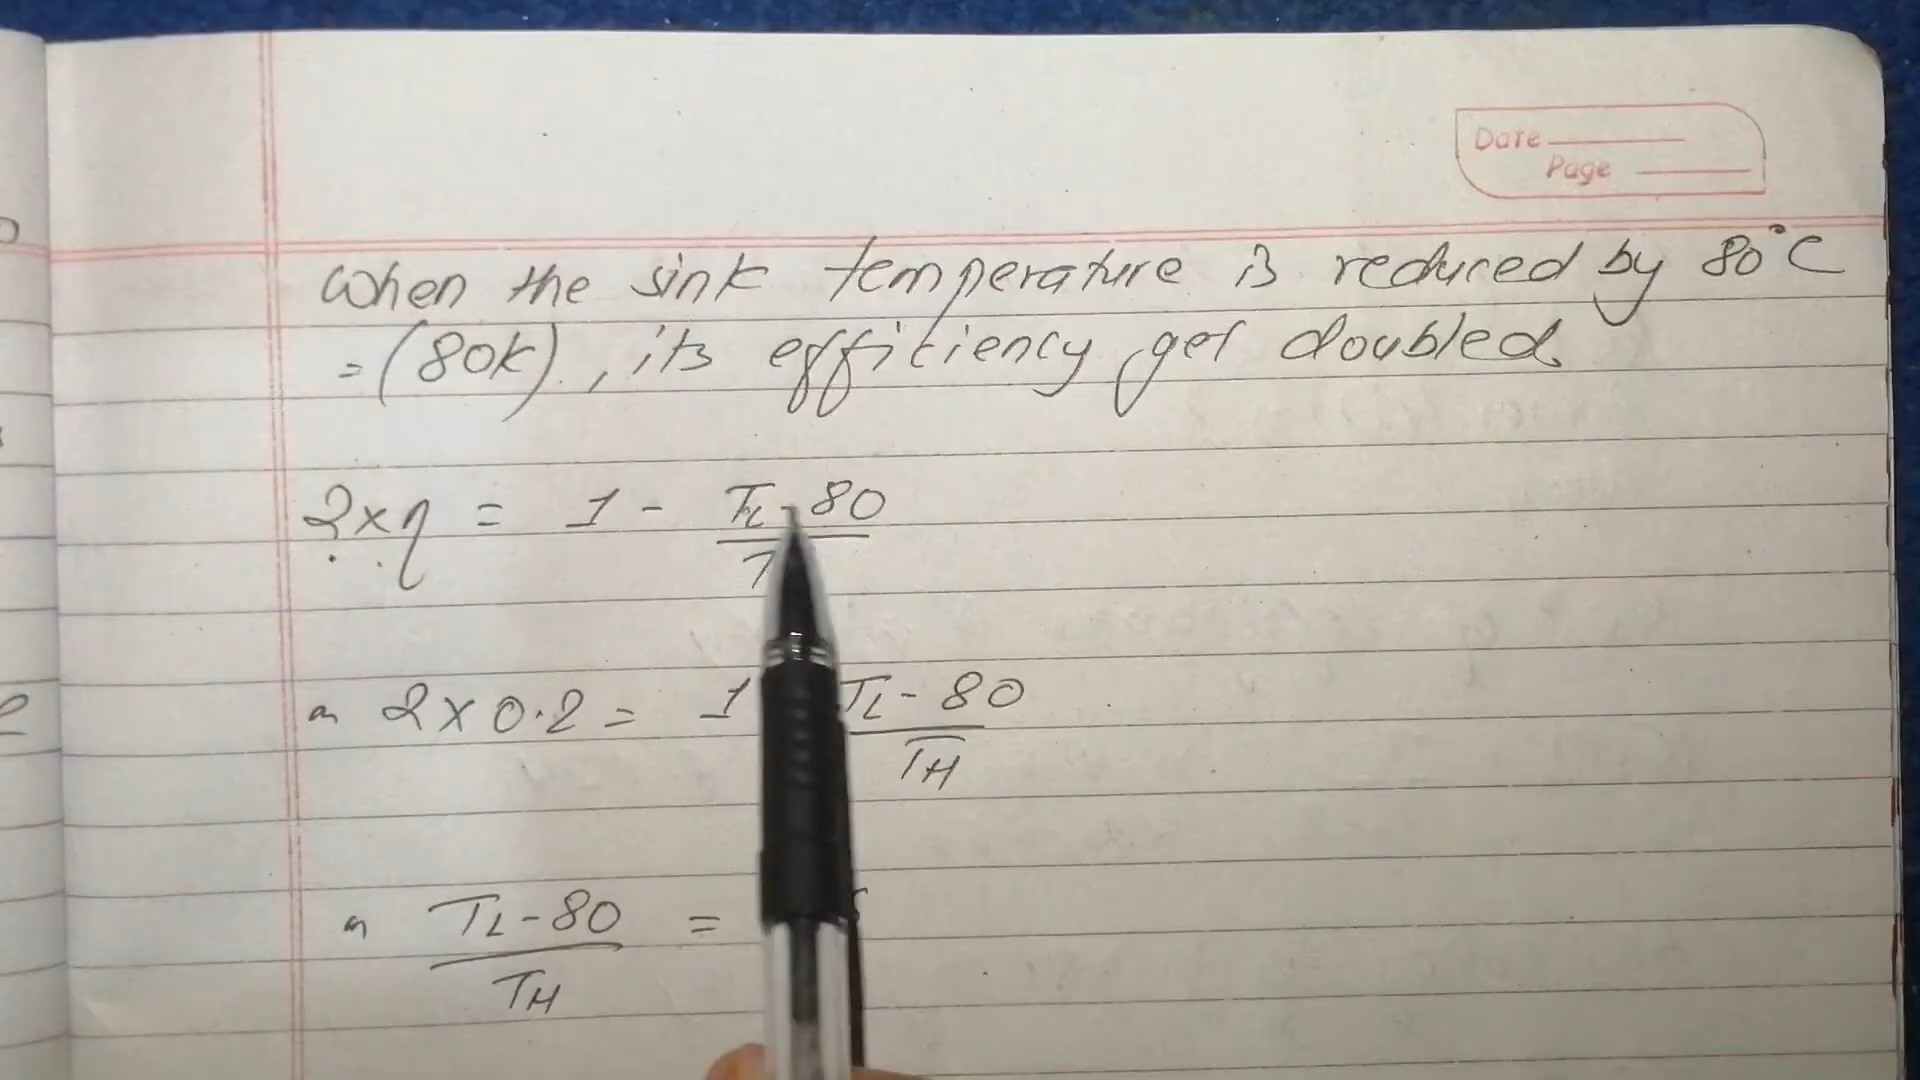 Date
Page
When the sink temperature is reduced by 80°C
= (80K), its efficiency get doubled
2 x η = 1 - TL - 80
T
2 x 0.2 = 1 TL - 80
TH
TL - 80 =
TH